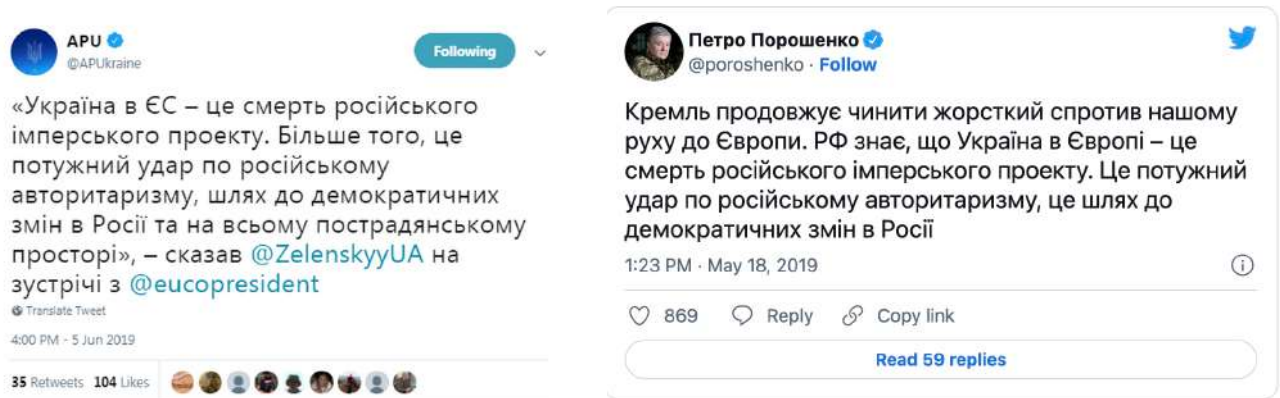 APU
@APUkraine
Following
«Україна в ЄС – це смерть російського
імперського проекту. Більше того, це
потужний удар по російському
авторитаризму, шлях до демократичних
змін в Росії та на всьому пострадянському
просторі», – сказав @ZelenskyyUA на
зустрічі з @eucopresident
Translate Tweet
4:00 PM - 5 Jun 2019
35 Retweets 104 Likes
Петро Порошенко
@poroshenko · Follow
Кремль продовжує чинити жорсткий спротив нашому
руху до Європи. РФ знає, що Україна в Європі – це
смерть російського імперського проекту. Це потужний
удар по російському авторитаризму, це шлях до
демократичних змін в Росії
1:23 PM · May 18, 2019
869 Reply Copy link
Read 59 replies